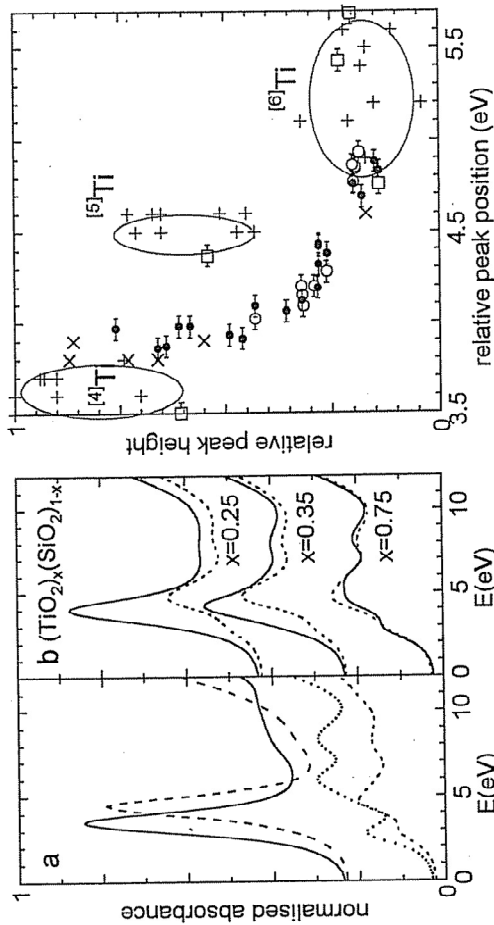 a
normalised absorbance
1
0
0
5
10
E(eV)
b (TiO₂)ₓ(SiO₂)₁₋ₓ-
x=0.25
x=0.35
x=0.75
0
5
10
E(eV)
[4]Ti
[5]Ti
[6]Ti
relative peak height
1
0
3.5
4.5
5.5
relative peak position (eV)